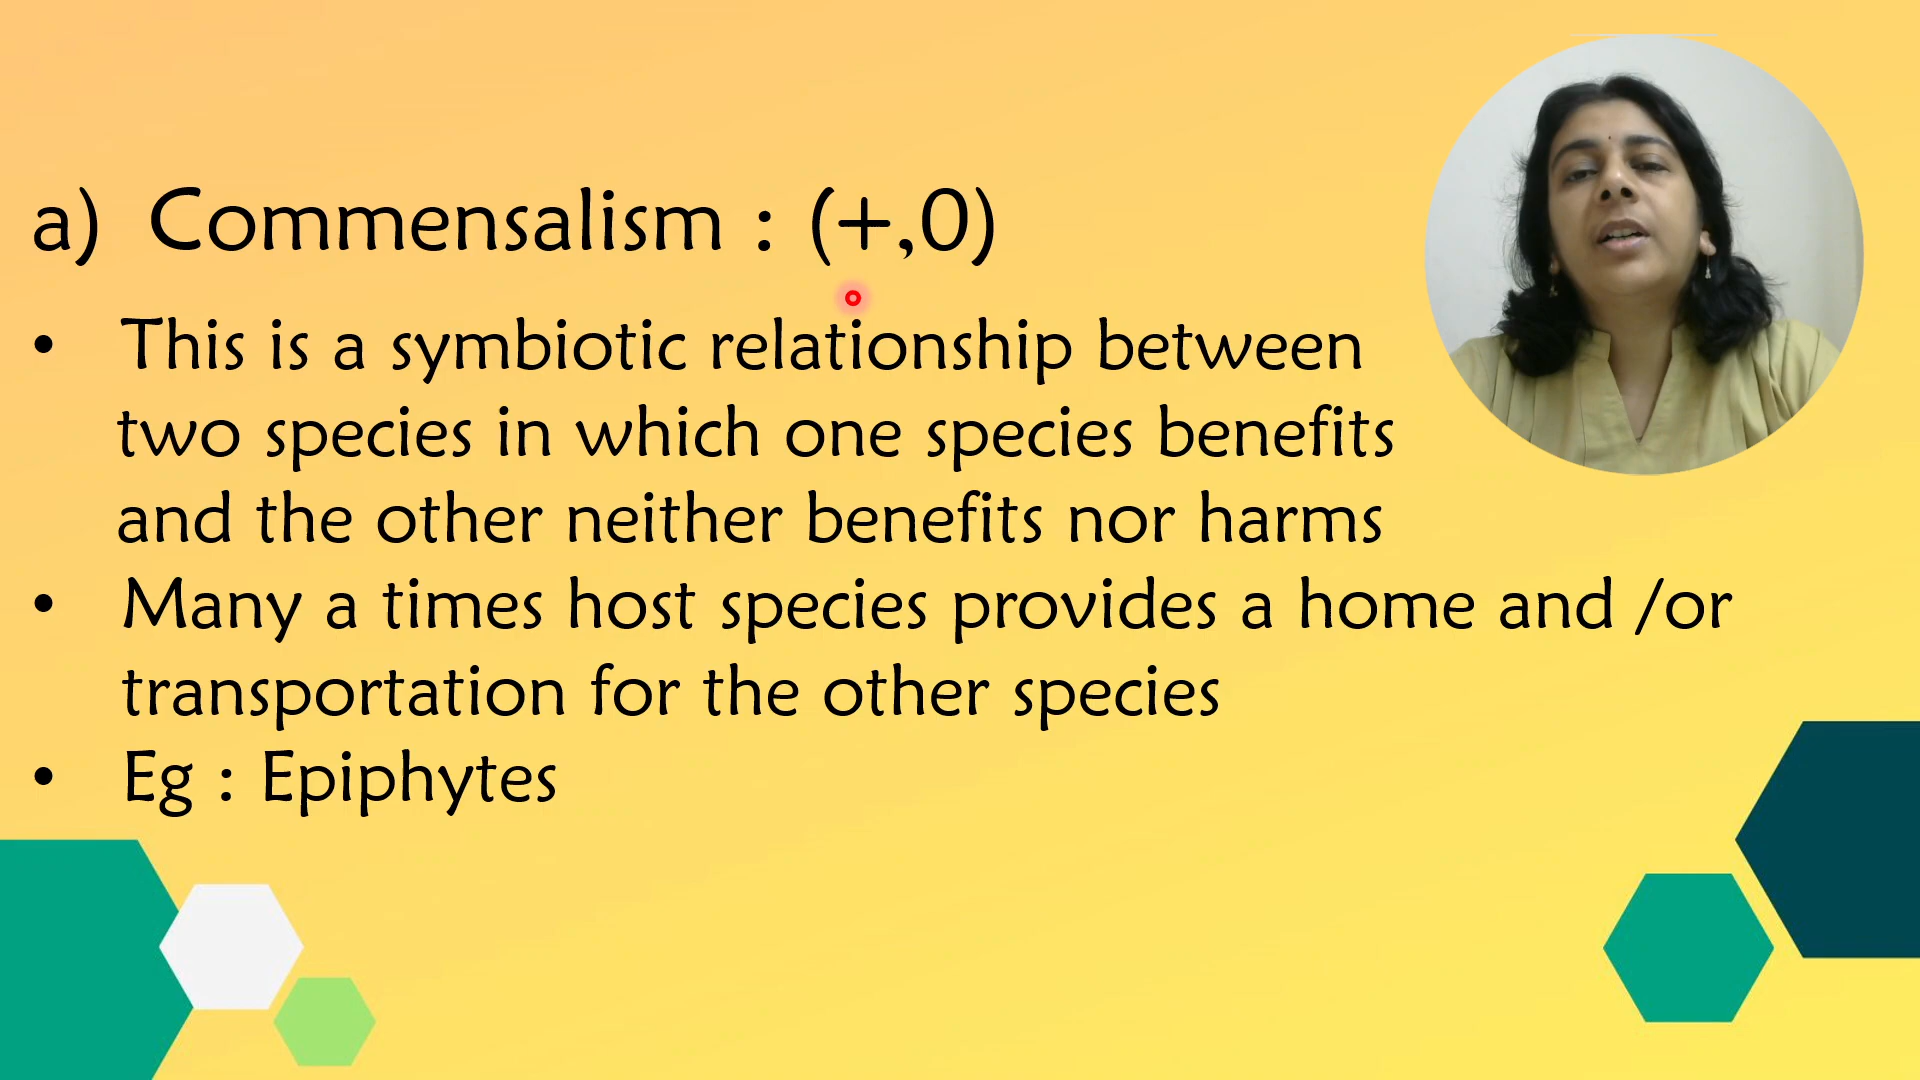 a) Commensalism : (+,0)
• This is a symbiotic relationship between
two species in which one species benefits
and the other neither benefits nor harms
• Many a times host species provides a home and /or
transportation for the other species
• Eg : Epiphytes